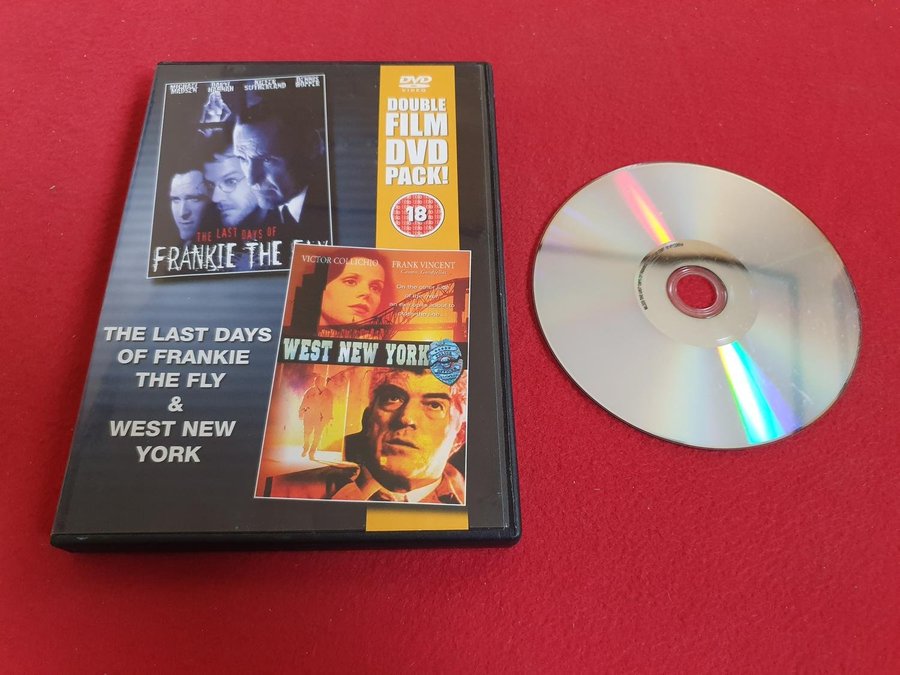 MICHAEL MADSEN
DARYL HANNAH
KIEFER SUTHERLAND
DENNIS HOPPER
THE LAST DAYS OF
FRANKIE THE FLY
DVD
VIDEO
DOUBLE
FILM
DVD
PACK!
18
VICTOR COLLICHIO
FRANK VINCENT
WEST NEW YORK
THE LAST DAYS
OF FRANKIE
THE FLY
&
WEST NEW
YORK